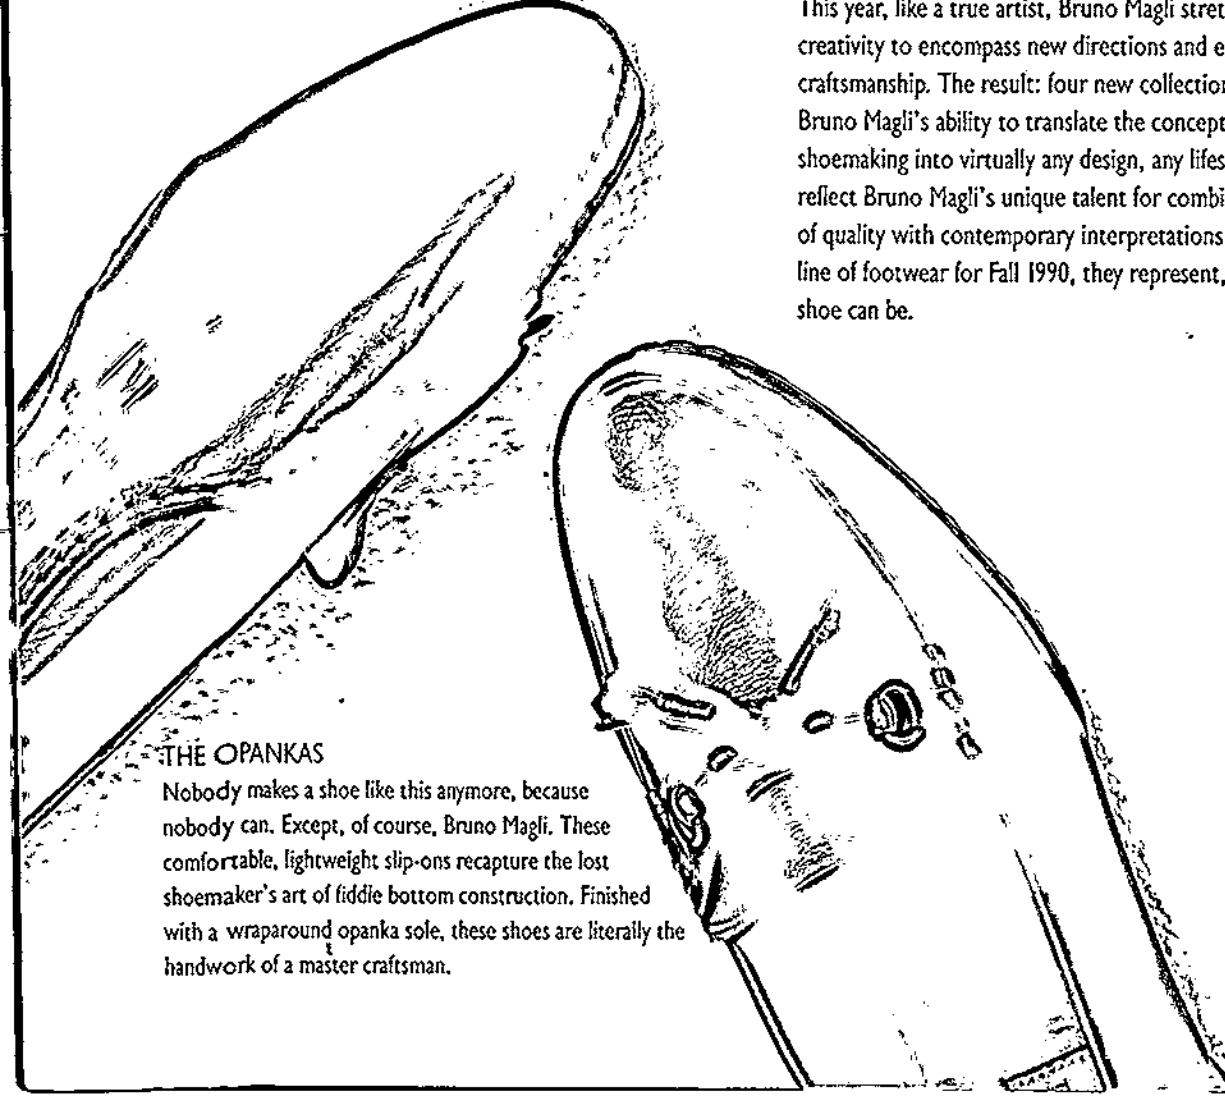 This year, like a true artist, Bruno Magli stret
creativity to encompass new directions and e
craftsmanship. The result: four new collection
Bruno Magli's ability to translate the concept
shoemaking into virtually any design, any lifes
reflect Bruno Magli's unique talent for combi
of quality with contemporary interpretations
line of footwear for Fall 1990, they represent,
shoe can be.
THE OPANKAS
Nobody makes a shoe like this anymore, because
nobody can. Except, of course, Bruno Magli. These
comfortable, lightweight slip-ons recapture the lost
shoemaker's art of fiddle bottom construction. Finished
with a wraparound opanka sole, these shoes are literally the
handwork of a master craftsman.